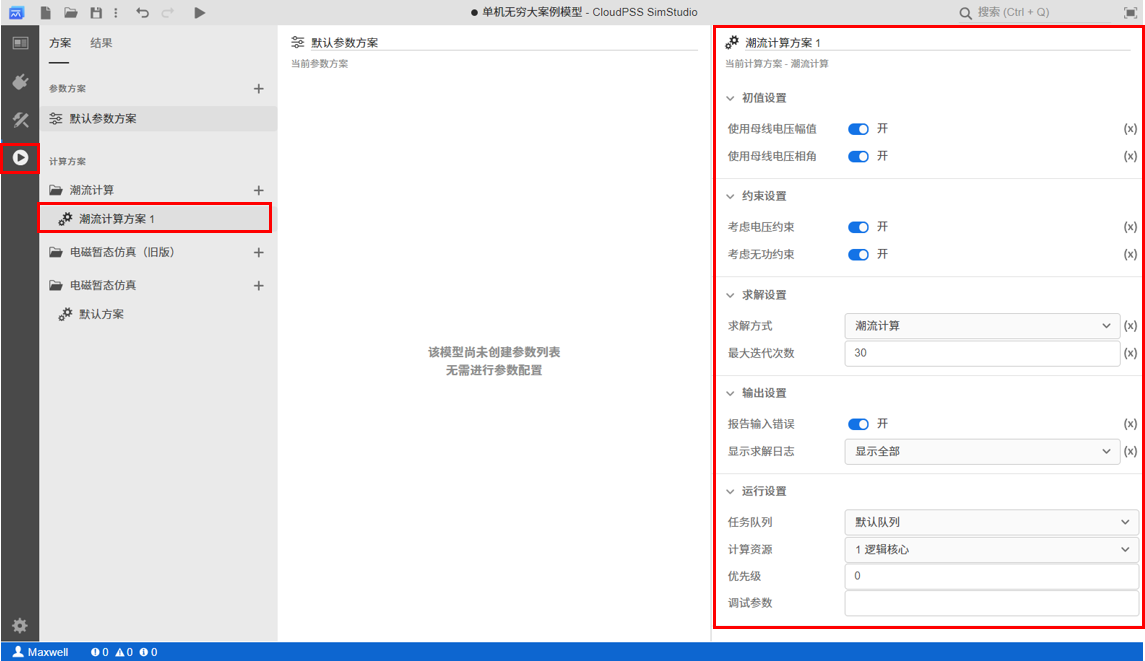 ● 单机无穷大案例模型 - CloudPSS SimStudio
搜索 (Ctrl + Q)
方案 结果
参数方案
默认参数方案
计算方案
潮流计算
潮流计算方案 1
电磁暂态仿真（旧版）
电磁暂态仿真
默认方案
默认参数方案
当前参数方案
该模型尚未创建参数列表
无需进行参数配置
潮流计算方案 1
当前计算方案 - 潮流计算
初值设置
使用母线电压幅值 开 (x)
使用母线电压相角 开 (x)
约束设置
考虑电压约束 开 (x)
考虑无功约束 开 (x)
求解设置
求解方式 潮流计算 (x)
最大迭代次数 30 (x)
输出设置
报告输入错误 开 (x)
显示求解日志 显示全部 (x)
运行设置
任务队列 默认队列
计算资源 1 逻辑核心
优先级 0
调试参数
Maxwell 0 0 0